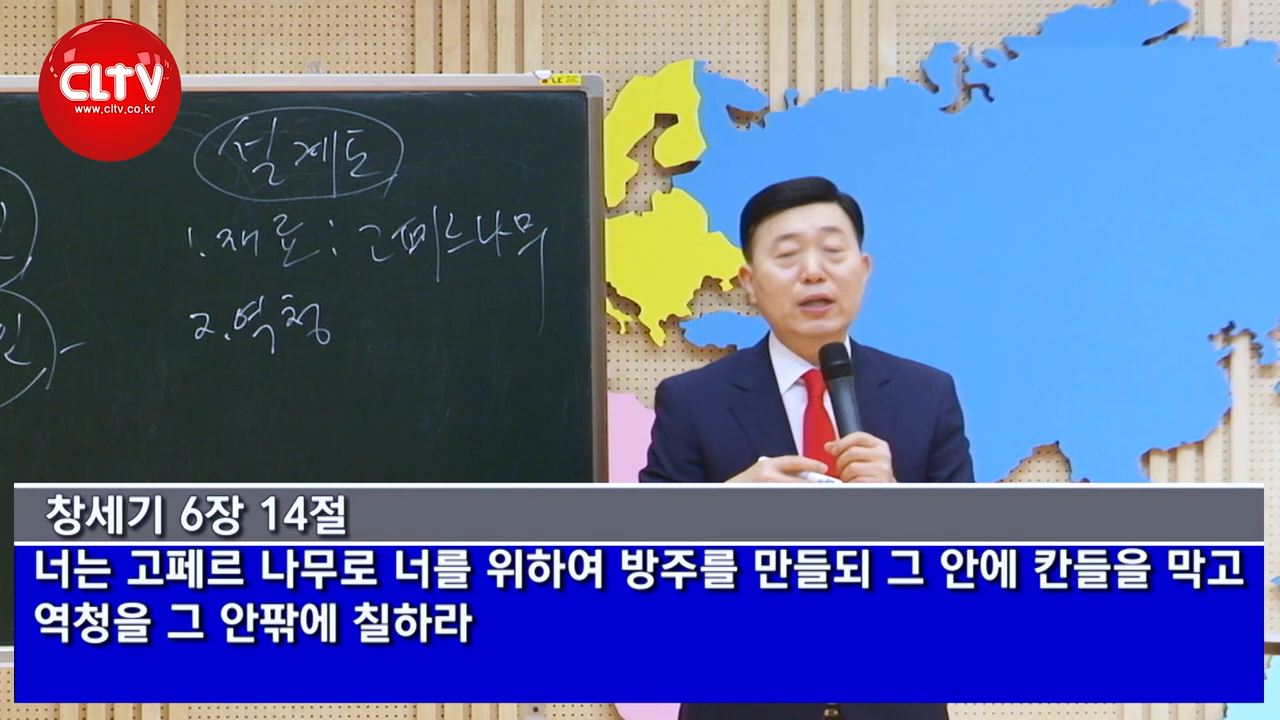 CLTV
www.cltv.co.kr
설계도
1. 재료 : 고페르나무
2. 역청
인
창세기 6장 14절
너는 고페르 나무로 너를 위하여 방주를 만들되 그 안에 칸들을 막고
역청을 그 안팎에 칠하라